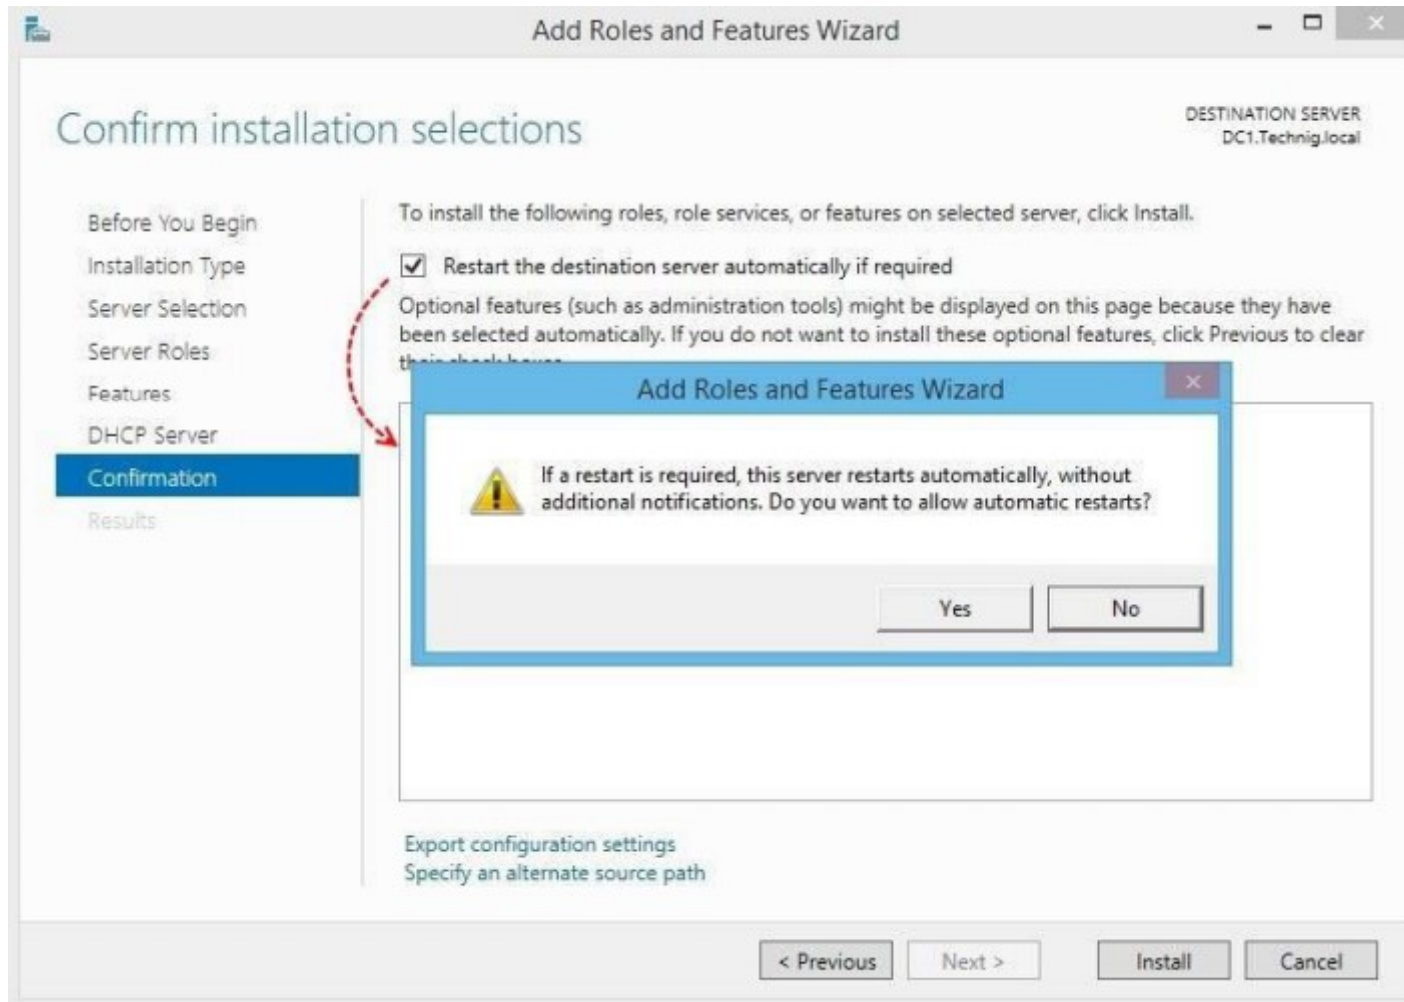 Add Roles and Features Wizard
Confirm installation selections
DESTINATION SERVER
DC1.Technig.local
Before You Begin
Installation Type
Server Selection
Server Roles
Features
DHCP Server
Confirmation
Results
To install the following roles, role services, or features on selected server, click Install.
Restart the destination server automatically if required
Optional features (such as administration tools) might be displayed on this page because they have
been selected automatically. If you do not want to install these optional features, click Previous to clear
their check boxes.
Add Roles and Features Wizard
If a restart is required, this server restarts automatically, without
additional notifications. Do you want to allow automatic restarts?
Yes
No
Export configuration settings
Specify an alternate source path
< Previous
Next >
Install
Cancel